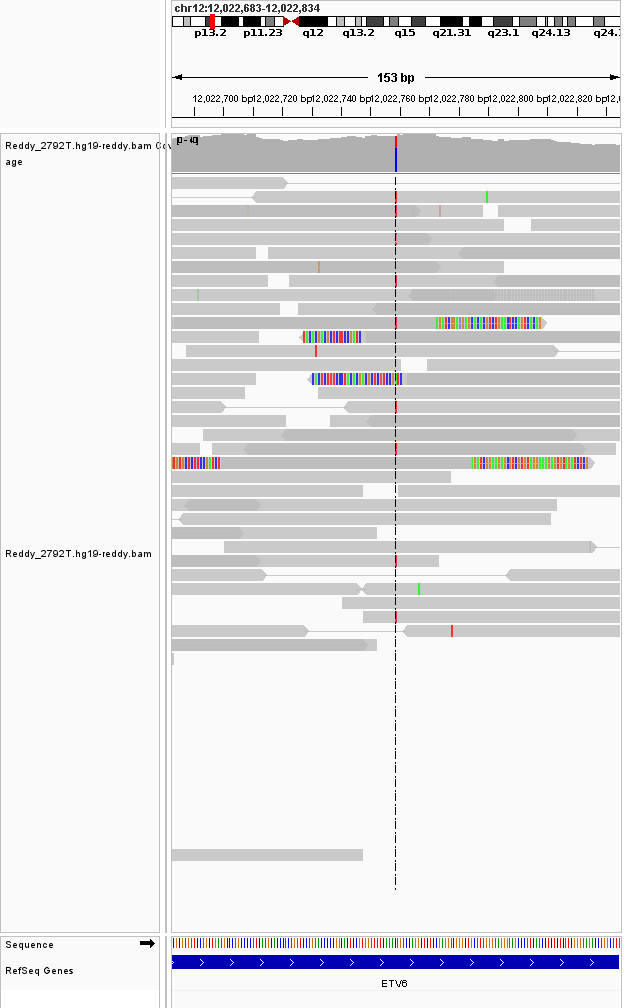 chr12:12,022,683-12,022,834
p13.2 p11.23 q12 q13.2 q15 q21.31 q23.1 q24.13 q24.
153 bp
12,022,700 bp 12,022,720 bp 12,022,740 bp 12,022,760 bp 12,022,780 bp 12,022,800 bp 12,022,820 bp
Reddy_2792T.hg19-reddy.bam Cov
age
Reddy_2792T.hg19-reddy.bam
Sequence
RefSeq Genes
ETV6